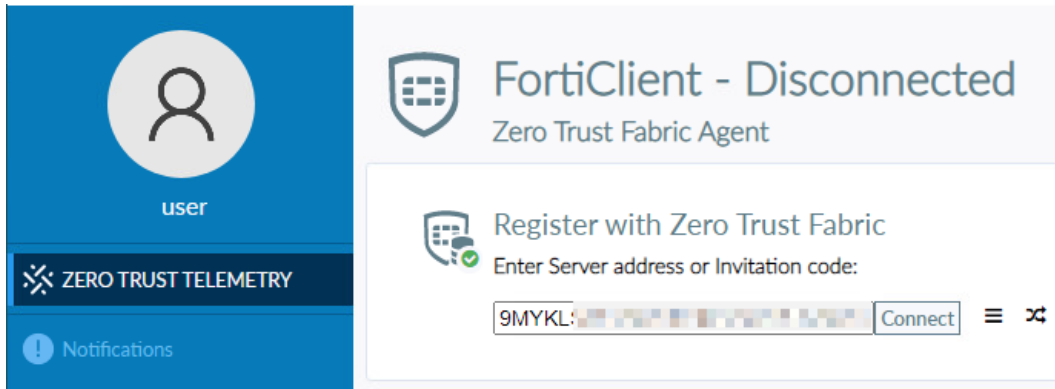 user
ZERO TRUST TELEMETRY
Notifications
FortiClient - Disconnected
Zero Trust Fabric Agent
Register with Zero Trust Fabric
Enter Server address or Invitation code:
Connect